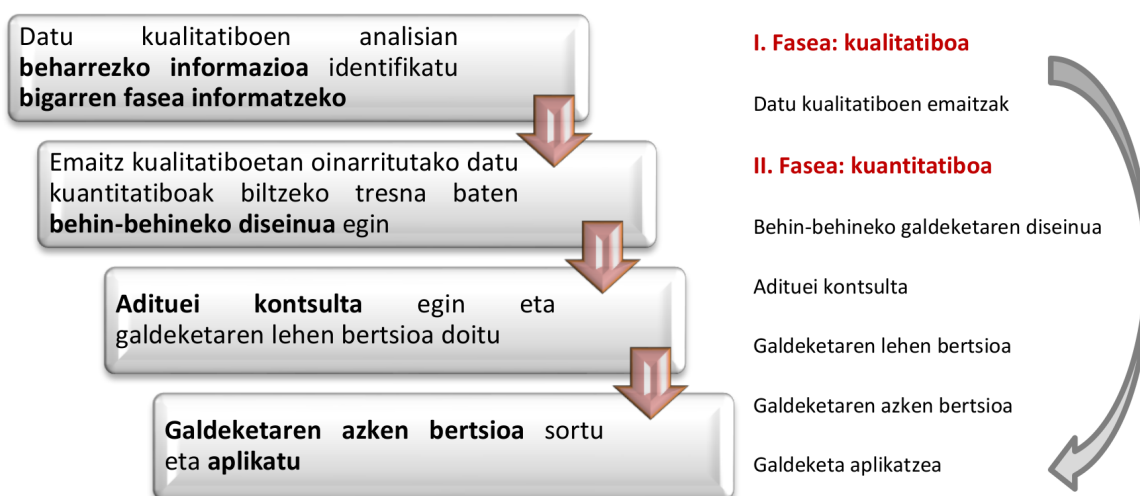 Datu kualitatiboen analisian
beharrezko informazioa identifikatu
bigarren fasea informatzeko
Emaitz kualitatiboetan oinarritutako datu
kuantitatiboak biltzeko tresna baten
behin-behineko diseinua egin
Adituei kontsulta egin eta
galdeketaren lehen bertsioa doitu
Galdeketaren azken bertsioa sortu
eta aplikatu
I. Fasea: kualitatiboa
Datu kualitatiboen emaitzak
II. Fasea: kuantitatiboa
Behin-behineko galdeketaren diseinua
Adituei kontsulta
Galdeketaren lehen bertsioa
Galdeketaren azken bertsioa
Galdeketa aplikatzea